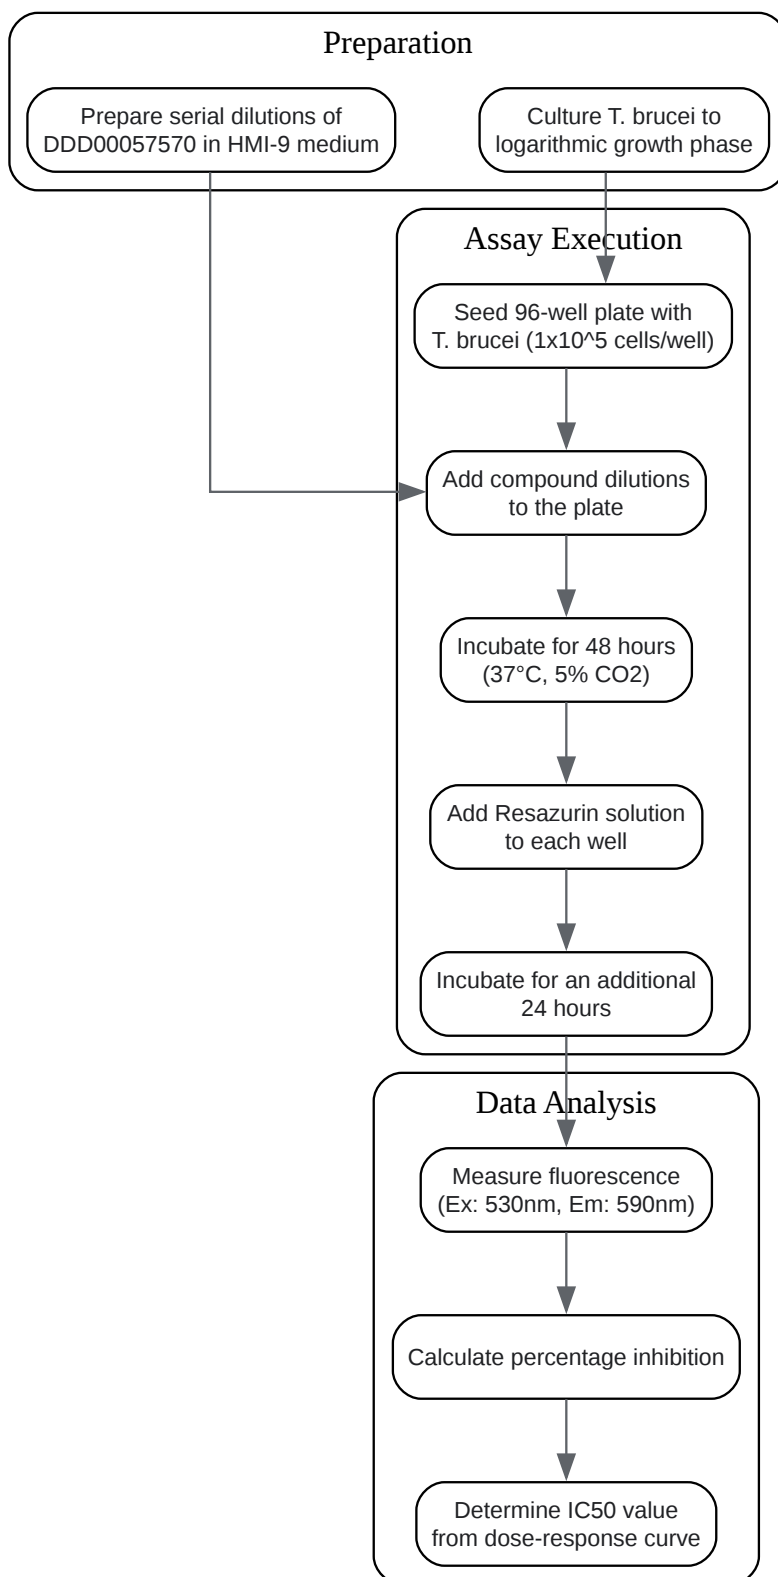 Preparation
Prepare serial dilutions of
DDD00057570 in HMI-9 medium
Culture T. brucei to
logarithmic growth phase
Assay Execution
Seed 96-well plate with
T. brucei (1x10^5 cells/well)
Add compound dilutions
to the plate
Incubate for 48 hours
(37°C, 5% CO2)
Add Resazurin solution
to each well
Incubate for an additional
24 hours
Data Analysis
Measure fluorescence
(Ex: 530nm, Em: 590nm)
Calculate percentage inhibition
Determine IC50 value
from dose-response curve